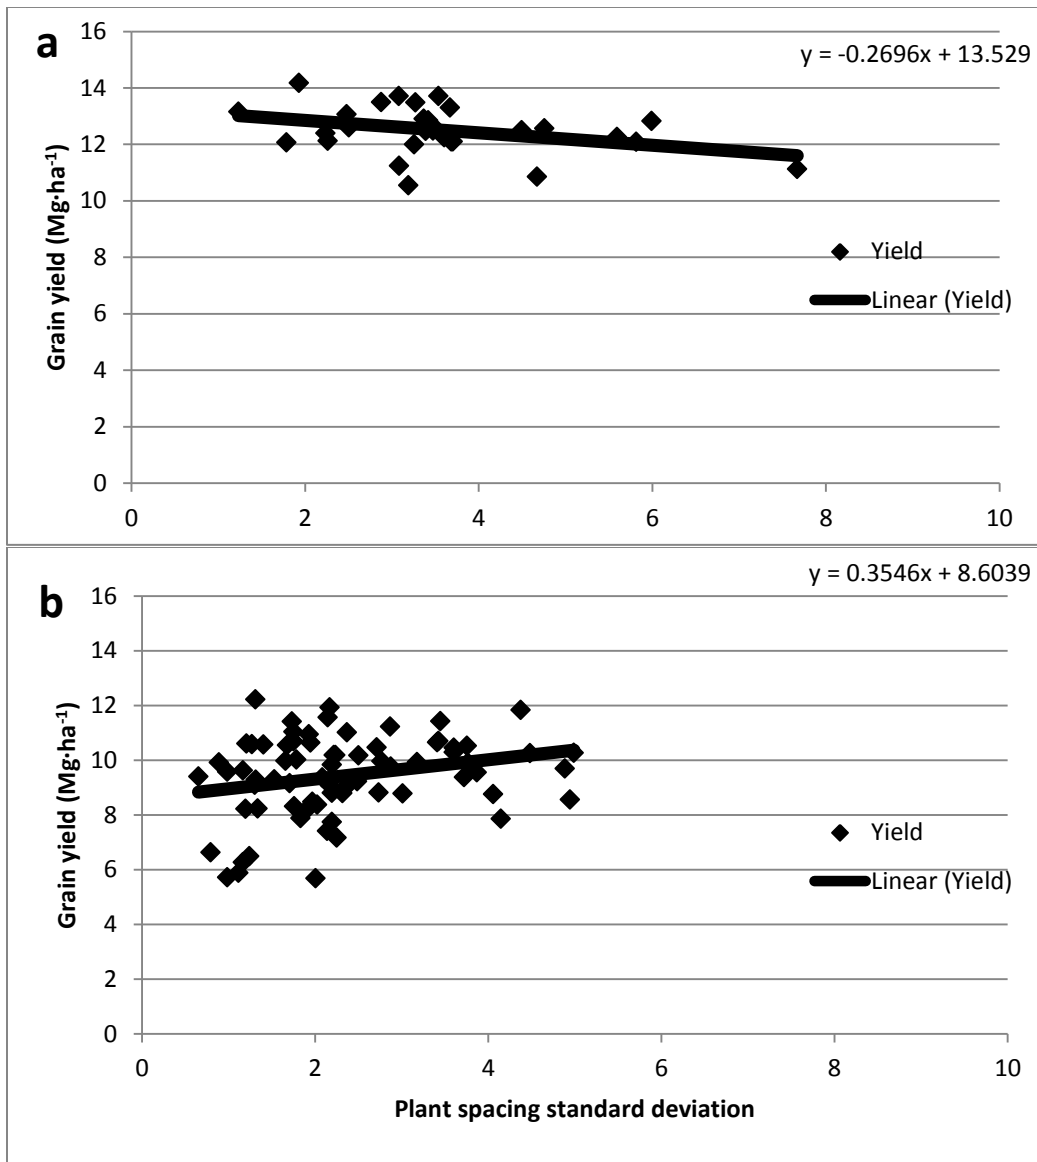 a
y = -0.2696x + 13.529
Grain yield (Mg·ha⁻¹)
16
14
12
10
8
6
4
2
0
0 2 4 6 8 10
Yield
Linear (Yield)
b
y = 0.3546x + 8.6039
Grain yield (Mg·ha⁻¹)
16
14
12
10
8
6
4
2
0
0 2 4 6 8 10
Yield
Linear (Yield)
Plant spacing standard deviation